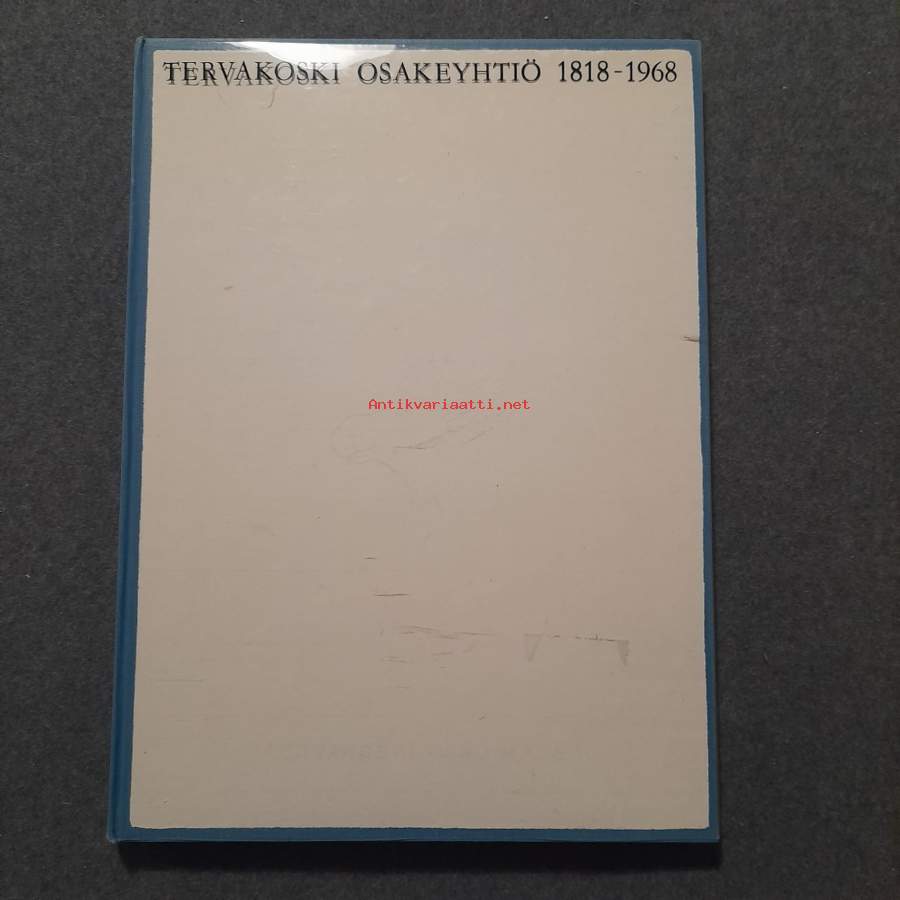 TERVAKOSKI OSAKEYHTIÖ 1818-1968
Antikvariaatti.net